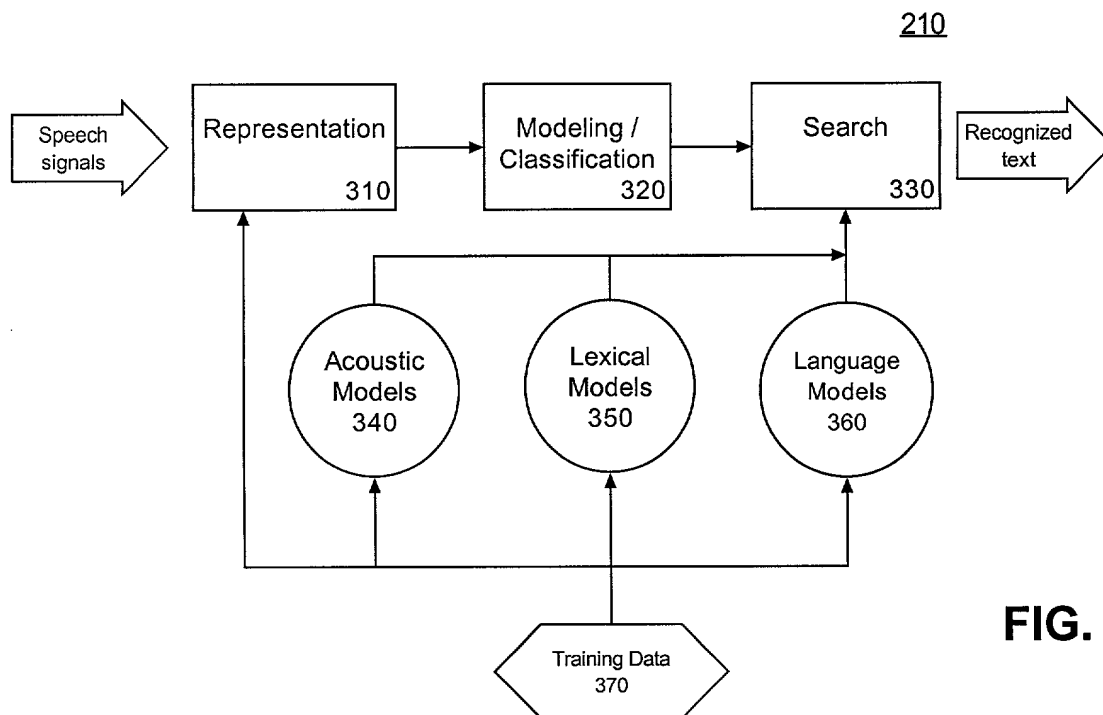 210
Speech
signals
Representation
310
Modeling /
Classification
320
Search
330
Recognized
text
Acoustic
Models
340
Lexical
Models
350
Language
Models
360
Training Data
370
FIG.